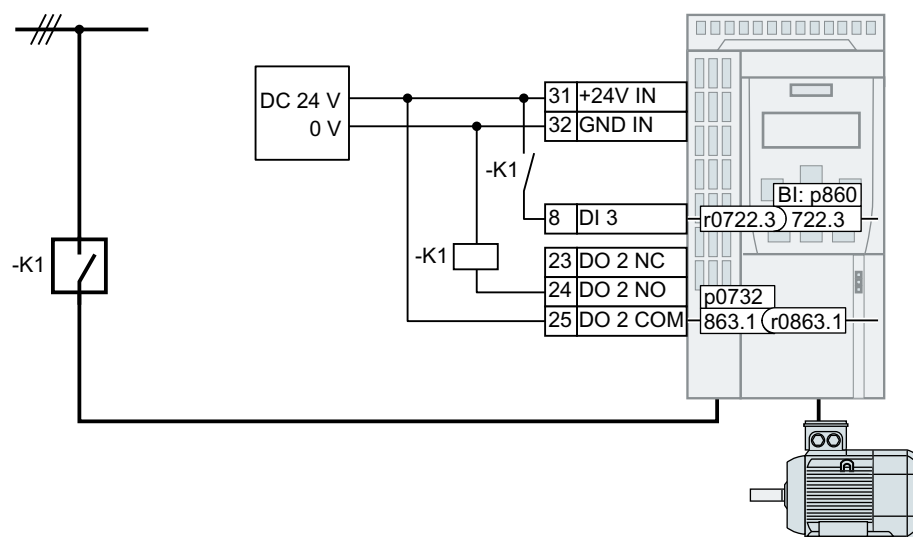 DC 24 V
0 V
31 +24V IN
32 GND IN
-K1
8 DI 3
BI: p860
r0722.3 722.3
-K1
-K1
23 DO 2 NC
24 DO 2 NO
p0732
25 DO 2 COM
863.1 r0863.1